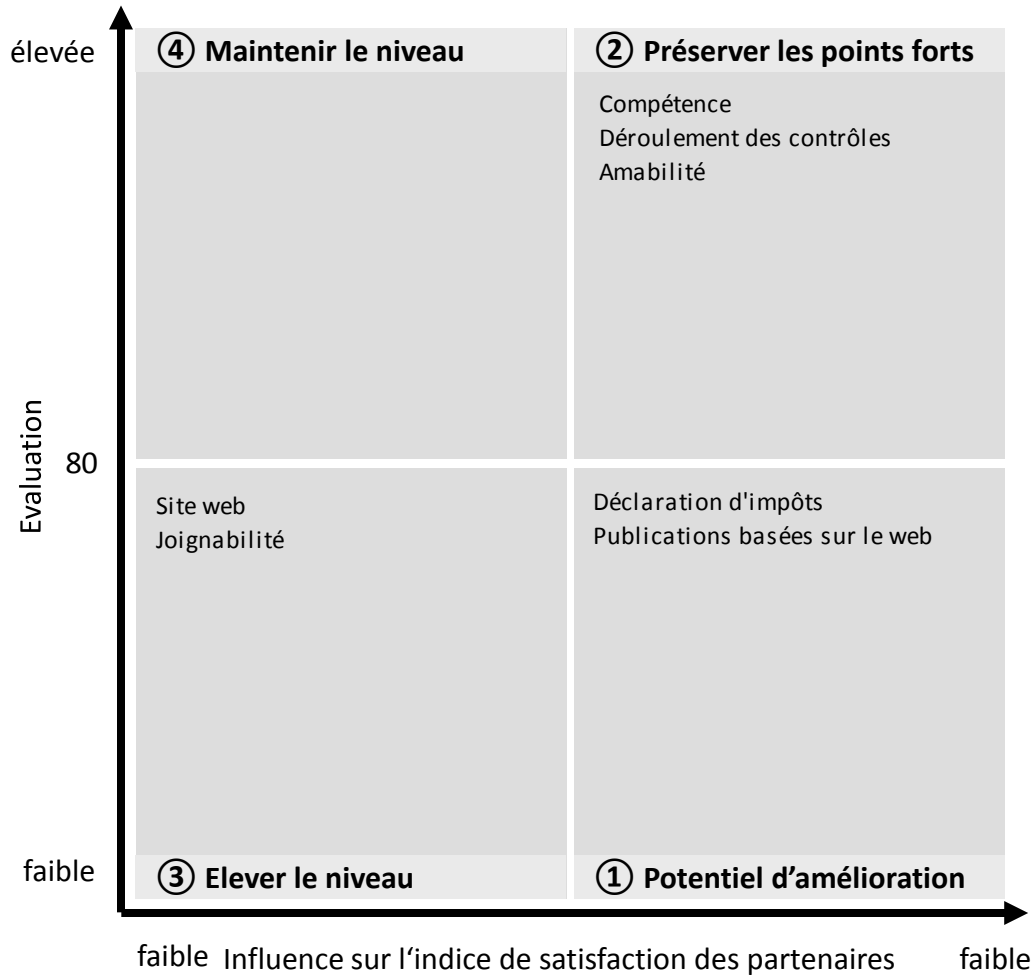 élevée
④ Maintenir le niveau
② Préserver les points forts
Compétence
Déroulement des contrôles
Amabilité
Evaluation
80
Site web
Joignabilité
Déclaration d'impôts
Publications basées sur le web
faible
③ Elever le niveau
① Potentiel d’amélioration
faible Influence sur l‘indice de satisfaction des partenaires faible